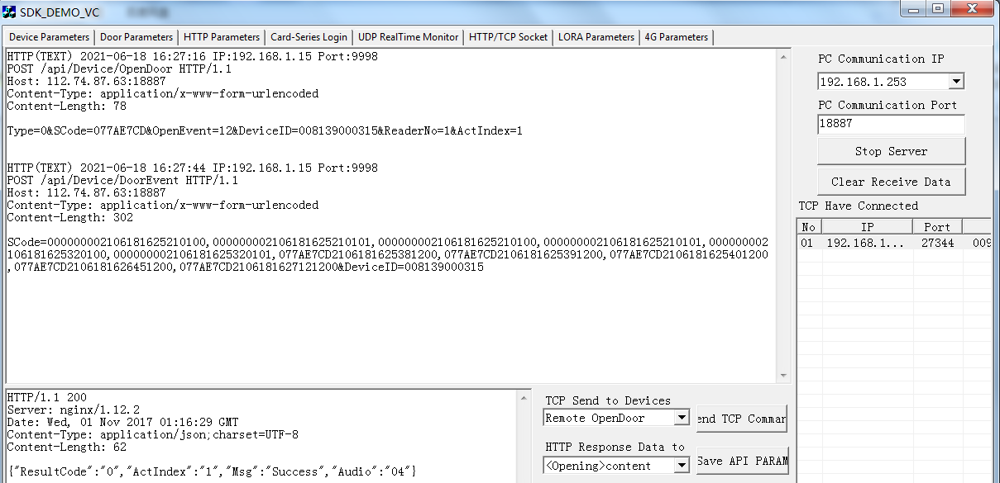 SDK_DEMO_VC
Device Parameters Door Parameters HTTP Parameters Card-Series Login UDP RealTime Monitor HTTP/TCP Socket LORA Parameters 4G Parameters
HTTP(TEXT) 2021-06-18 16:27:16 IP:192.168.1.15 Port:9998
POST /api/Device/OpenDoor HTTP/1.1
Host: 112.74.87.63:18887
Content-Type: application/x-www-form-urlencoded
Content-Length: 78
Type=0&SCode=077AE7CD&OpenEvent=12&DeviceID=008139000315&ReaderNo=1&ActIndex=1
HTTP(TEXT) 2021-06-18 16:27:44 IP:192.168.1.15 Port:9998
POST /api/Device/DoorEvent HTTP/1.1
Host: 112.74.87.63:18887
Content-Type: application/x-www-form-urlencoded
Content-Length: 302
SCode=000000002106181625210100,000000002106181625210101,000000002106181625210100,000000002106181625210101,000000002
106181625320100,000000002106181625320101,077AE7CD2106181625381200,077AE7CD2106181625391200,077AE7CD2106181625401200
,077AE7CD2106181626451200,077AE7CD2106181627121200&DeviceID=008139000315
PC Communication IP
192.168.1.253
PC Communication Port
18887
Stop Server
Clear Receive Data
TCP Have Connected
No IP Port
01 192.168.1... 27344 009
HTTP/1.1 200
Server: nginx/1.12.2
Date: Wed, 01 Nov 2017 01:16:29 GMT
Content-Type: application/json;charset=UTF-8
Content-Length: 62
{"ResultCode":"0","ActIndex":"1","Msg":"Success","Audio":"04"}
TCP Send to Devices
Remote OpenDoor
end TCP Comman
HTTP Response Data to
<Opening>content
Save API PARAM